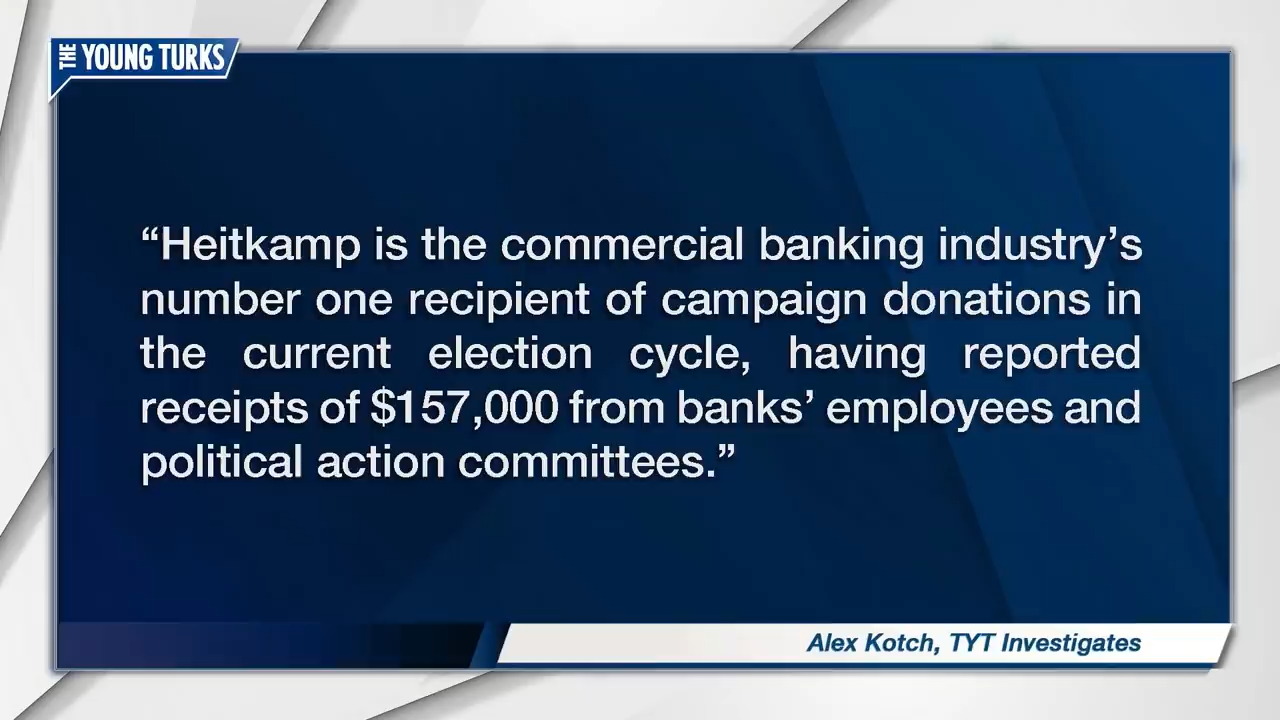 THE YOUNG TURKS
“Heitkamp is the commercial banking industry’s
number one recipient of campaign donations in
the current election cycle, having reported
receipts of $157,000 from banks’ employees and
political action committees.”
Alex Kotch, TYT Investigates